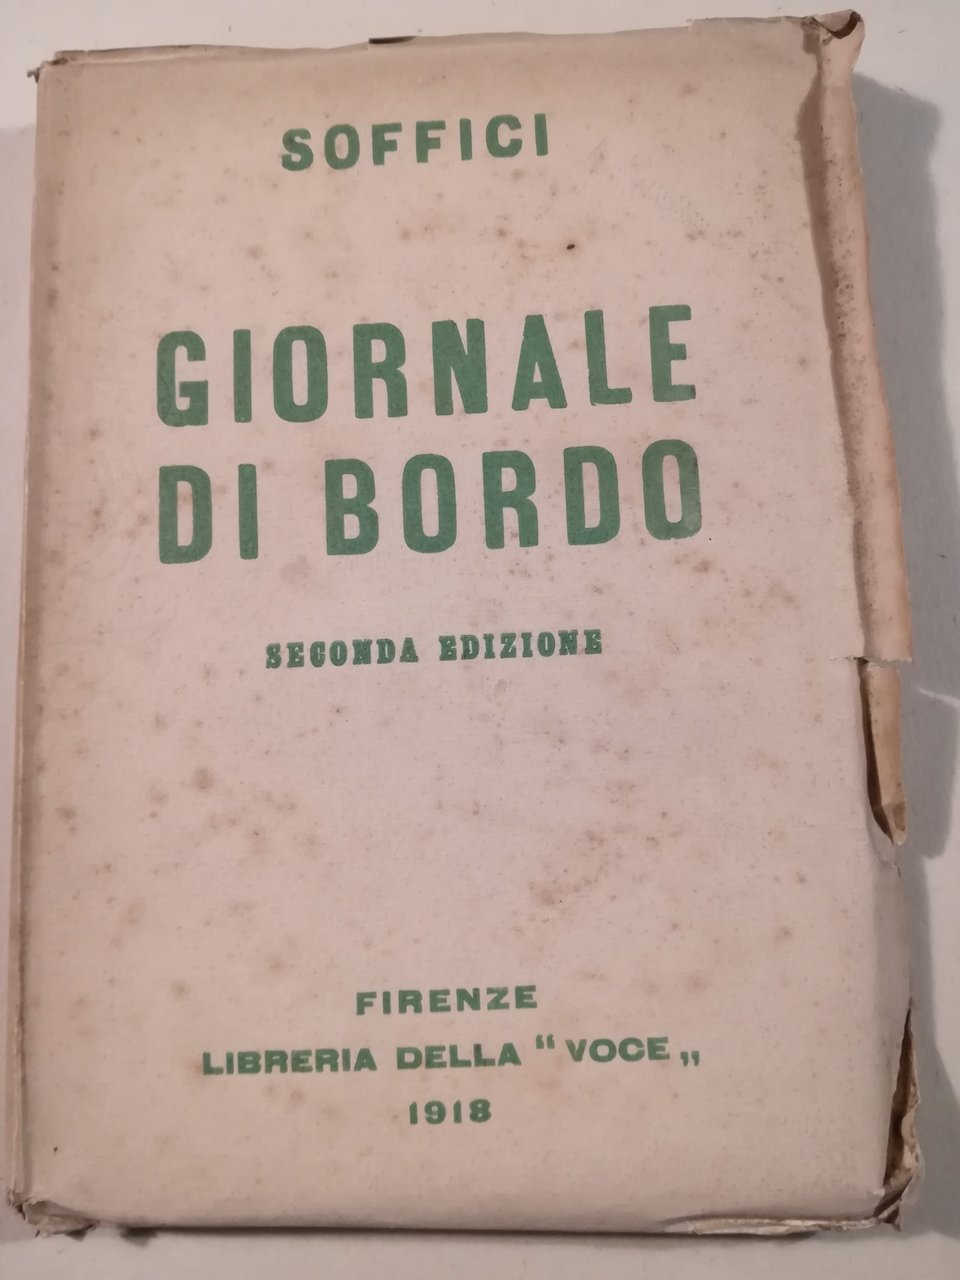 SOFFICI
GIORNALE
DI BORDO
SECONDA EDIZIONE
FIRENZE
LIBRERIA DELLA “ VOCE „
1918